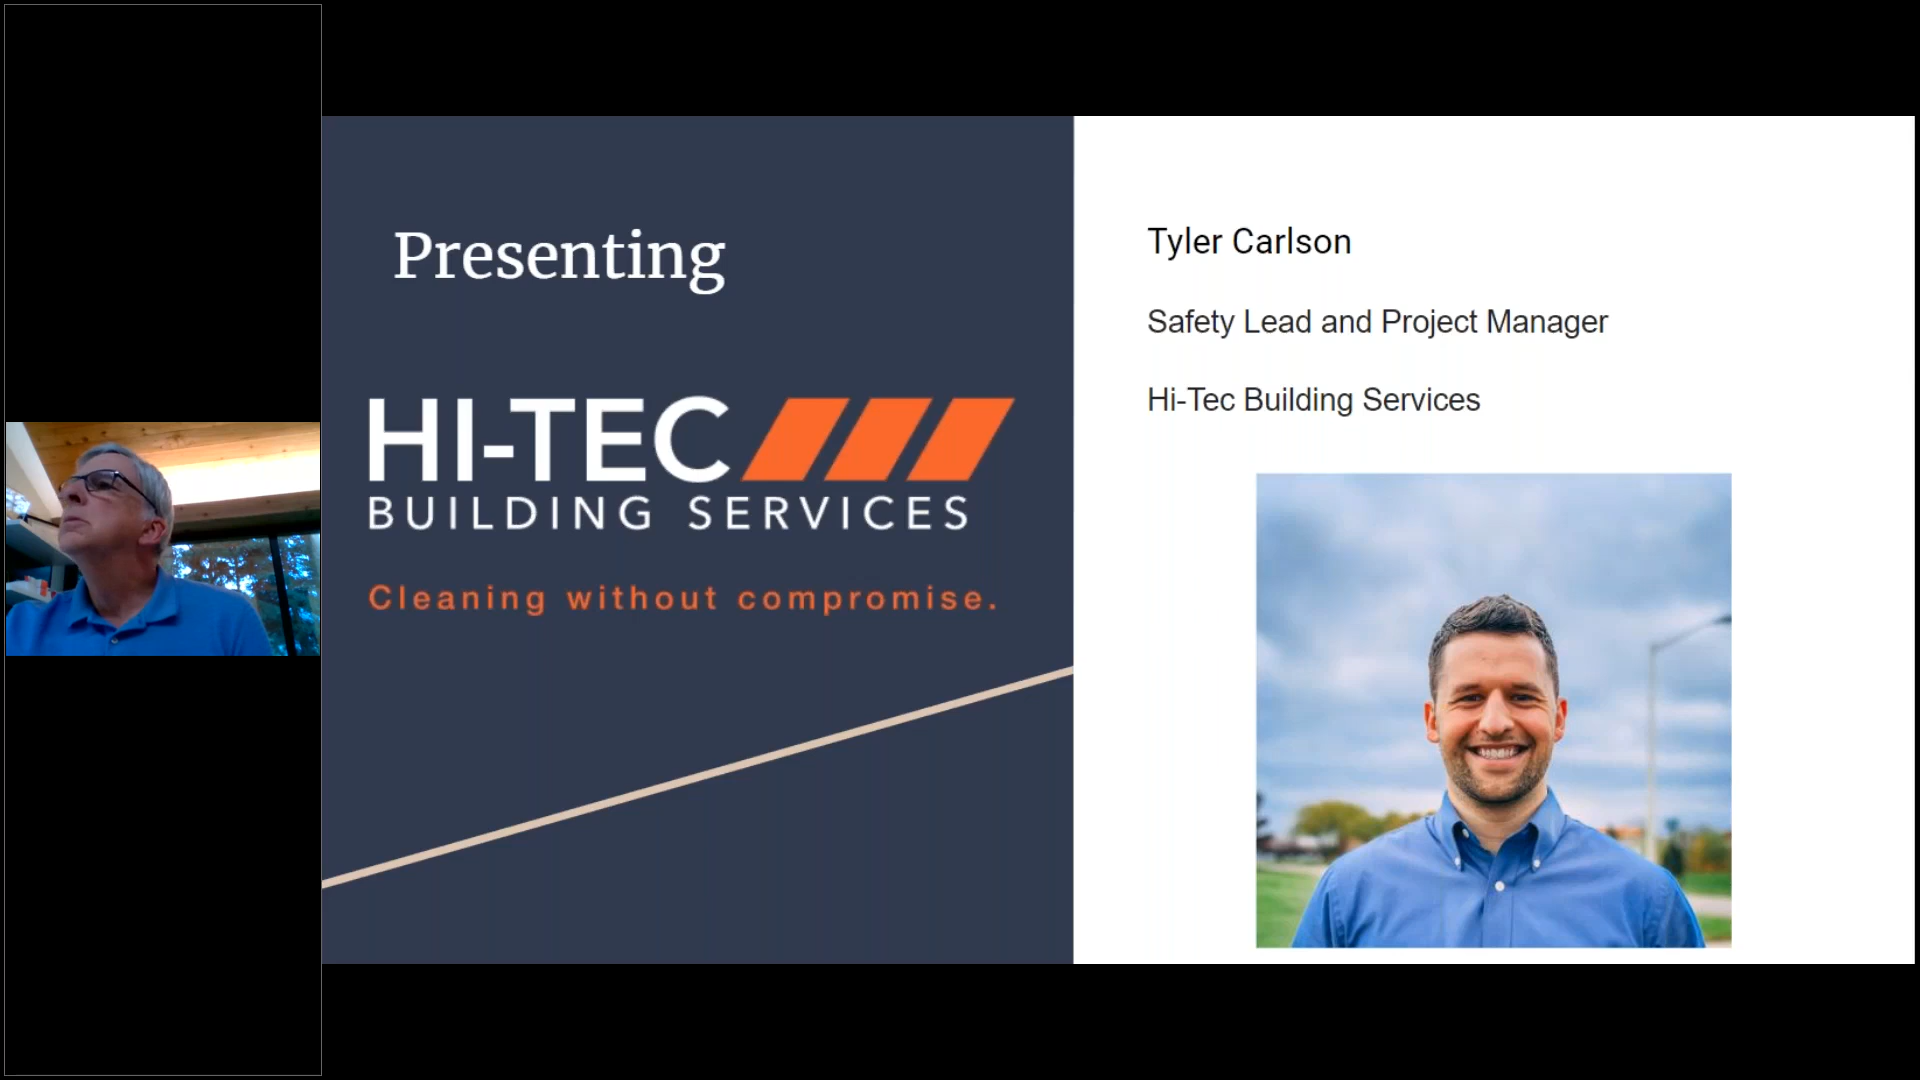 Presenting
HI-TEC
BUILDING SERVICES
Cleaning without compromise.
Tyler Carlson
Safety Lead and Project Manager
Hi-Tec Building Services